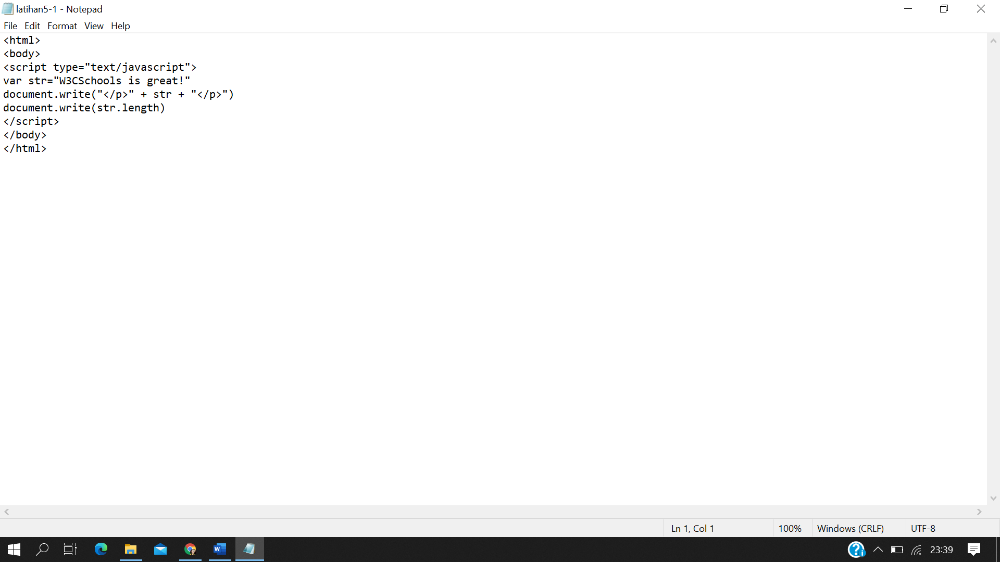 latihan5-1 - Notepad
File Edit Format View Help
<html>
<body>
<script type="text/javascript">
var str="W3CSchools is great!"
document.write("</p>" + str + "</p>")
document.write(str.length)
</script>
</body>
</html>
Ln 1, Col 1 100% Windows (CRLF) UTF-8
23:39